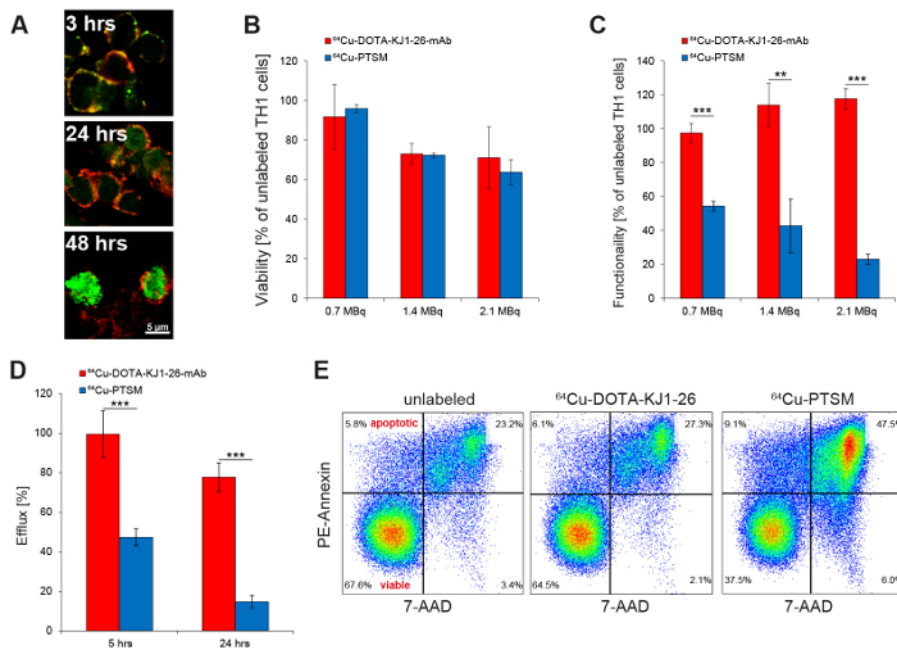 A
3 hrs
24 hrs
48 hrs
5 µm
B
⁶⁴Cu-DOTA-KJ1-26-mAb
⁶⁴Cu-PTSM
Viability [% of unlabeled TH1 cells]
120
100
80
60
40
20
0
0.7 MBq
1.4 MBq
2.1 MBq
C
⁶⁴Cu-DOTA-KJ1-26-mAb
⁶⁴Cu-PTSM
Functionaility [% of unlabeled TH1 cells]
140
120
100
80
60
40
20
0
***
**
***
0.7 MBq
1.4 MBq
2.1 MBq
D
⁶⁴Cu-DOTA-KJ1-26-mAb
⁶⁴Cu-PTSM
Efflux [%]
120
100
80
60
40
20
0
***
***
5 hrs
24 hrs
E
unlabeled
⁶⁴Cu-DOTA-KJ1-26
⁶⁴Cu-PTSM
PE-Annexin
5.8% apoptotic 23.2%
67.6% viable 3.4%
7-AAD
6.1% 27.3%
64.5% 2.1%
7-AAD
9.1% 47.5%
37.5% 6.0%
7-AAD